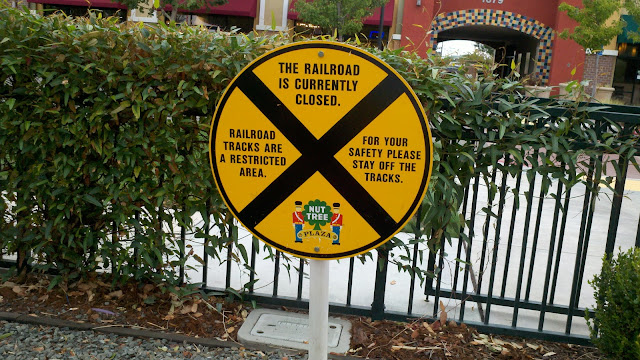 1679
THE RAILROAD
IS CURRENTLY
CLOSED.
RAILROAD
TRACKS ARE
A RESTRICTED
AREA.
FOR YOUR
SAFETY PLEASE
STAY OFF THE
TRACKS.
NUT
TREE
PLAZA